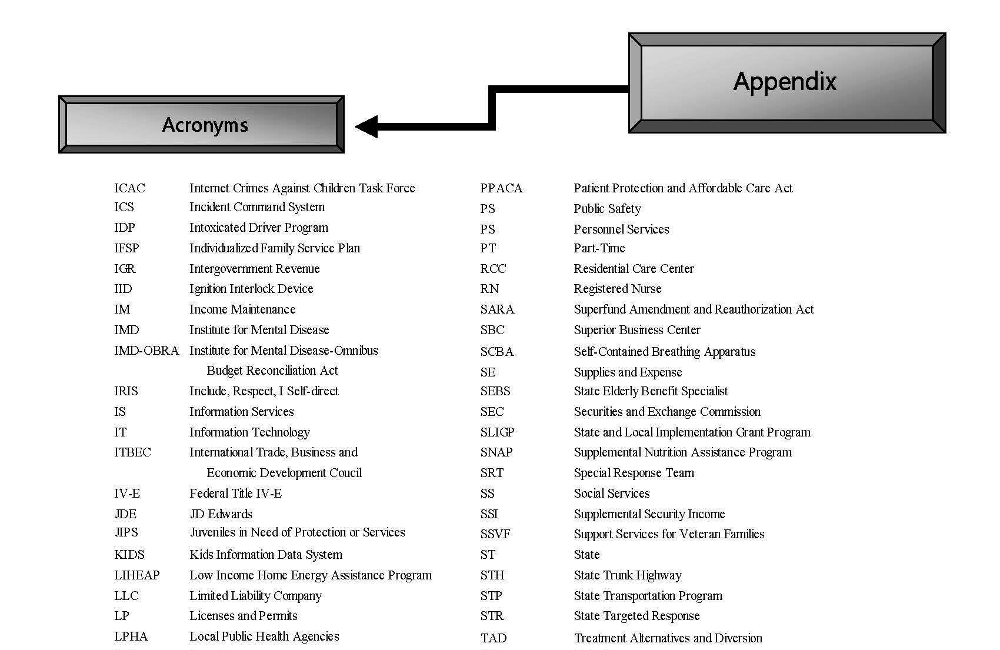 Appendix
Acronyms
ICAC Internet Crimes Against Children Task Force
ICS Incident Command System
IDP Intoxicated Driver Program
IFSP Individualized Family Service Plan
IGR Intergovernment Revenue
IID Ignition Interlock Device
IM Income Maintenance
IMD Institute for Mental Disease
IMD-OBRA Institute for Mental Disease-Omnibus
Budget Reconciliation Act
IRIS Include, Respect, I Self-direct
IS Information Services
IT Information Technology
ITBEC International Trade, Business and
Economic Development Coucil
IV-E Federal Title IV-E
JDE JD Edwards
JIPS Juveniles in Need of Protection or Services
KIDS Kids Information Data System
LIHEAP Low Income Home Energy Assistance Program
LLC Limited Liability Company
LP Licenses and Permits
LPHA Local Public Health Agencies
PPACA Patient Protection and Affordable Care Act
PS Public Safety
PS Personnel Services
PT Part-Time
RCC Residential Care Center
RN Registered Nurse
SARA Superfund Amendment and Reauthorization Act
SBC Superior Business Center
SCBA Self-Contained Breathing Apparatus
SE Supplies and Expense
SEBS State Elderly Benefit Specialist
SEC Securities and Exchange Commission
SLIGP State and Local Implementation Grant Program
SNAP Supplemental Nutrition Assistance Program
SRT Special Response Team
SS Social Services
SSI Supplemental Security Income
SSVF Support Services for Veteran Families
ST State
STH State Trunk Highway
STP State Transportation Program
STR State Targeted Response
TAD Treatment Alternatives and Diversion